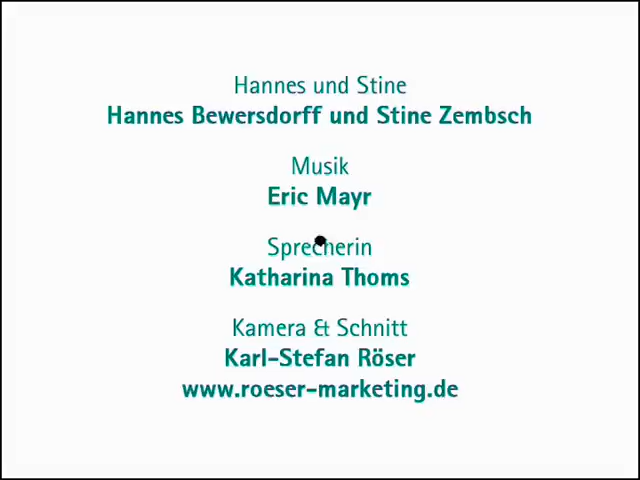 Hannes und Stine
Hannes Bewersdorff und Stine Zembsch
Musik
Eric Mayr
Sprecherin
Katharina Thoms
Kamera & Schnitt
Karl-Stefan Röser
www.roeser-marketing.de